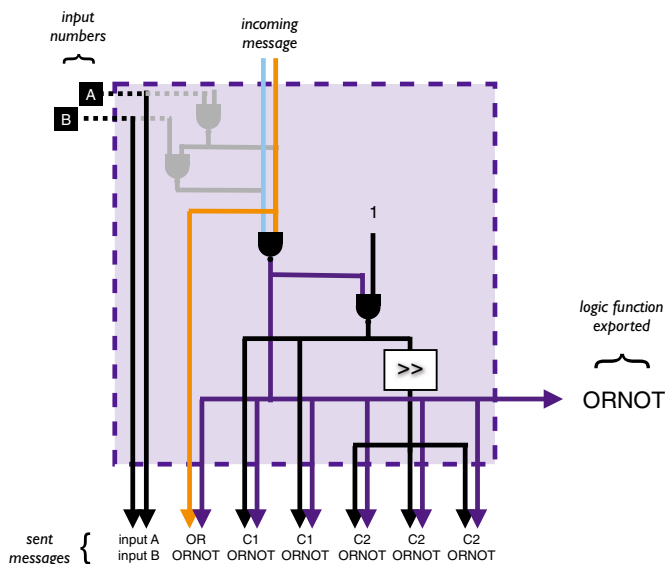 input
numbers
incoming
message
A
B
1
logic function
exported
>>
ORNOT
sent
messages
input A OR C1 C1 C2 C2 C2
input B ORNOT ORNOT ORNOT ORNOT ORNOT ORNOT